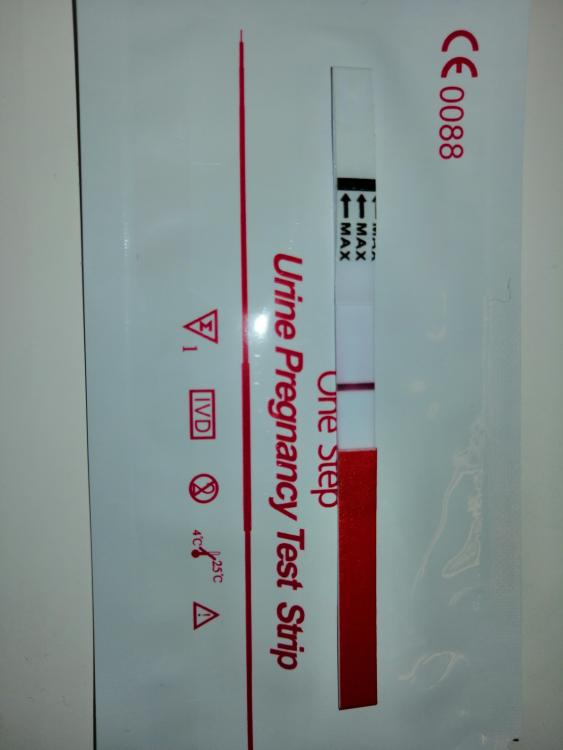 CE 0088
MAX
MAX
MAX
One Step
Urine Pregnancy Test Strip
1
IVD
4°C
25°C